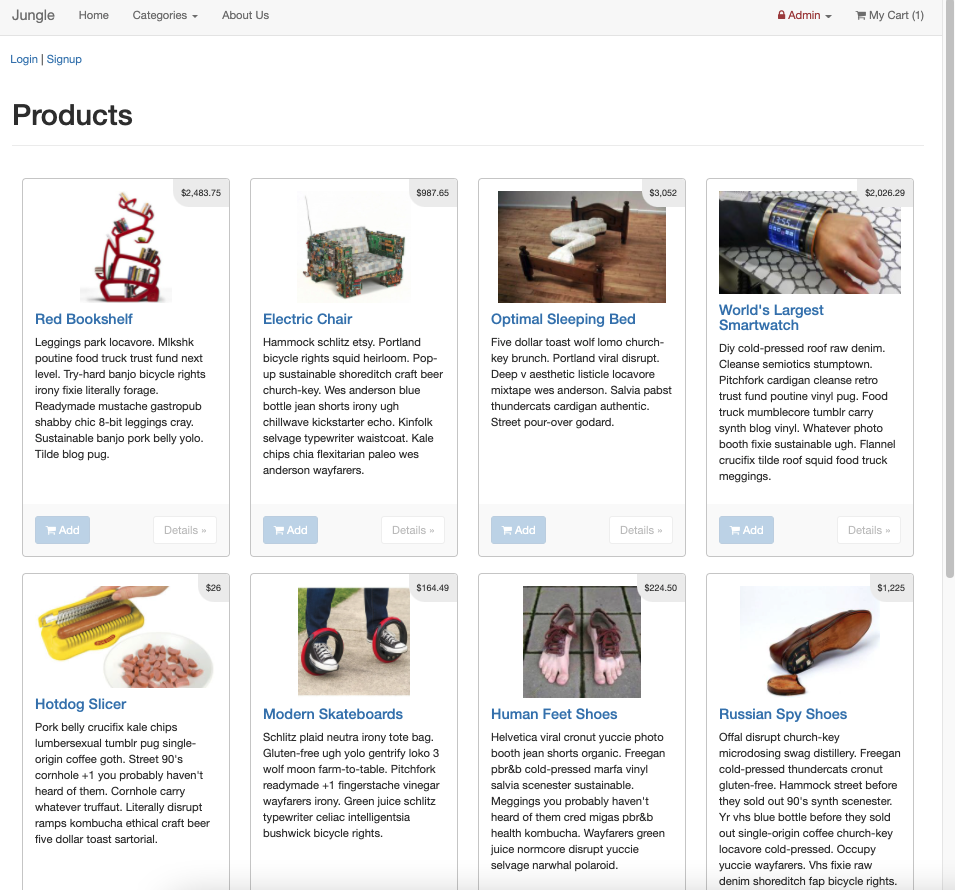 Jungle Home Categories About Us Admin My Cart (1)
Login | Signup
Products
$2,483.75
Red Bookshelf
Leggings park locavore. Mlkshk
poutine food truck trust fund next
level. Try-hard banjo bicycle rights
irony fixie literally forage.
Readymade mustache gastropub
shabby chic 8-bit leggings cray.
Sustainable banjo pork belly yolo.
Tilde blog pug.
Add Details »
$987.65
Electric Chair
Hammock schlitz etsy. Portland
bicycle rights squid heirloom. Pop-
up sustainable shoreditch craft beer
church-key. Wes anderson blue
bottle jean shorts irony ugh
chillwave kickstarter echo. Kinfolk
selvage typewriter waistcoat. Kale
chips chia flexitarian paleo wes
anderson wayfarers.
Add Details »
$3,052
Optimal Sleeping Bed
Five dollar toast wolf lomo church-
key brunch. Portland viral disrupt.
Deep v aesthetic listicle locavore
mixtape wes anderson. Salvia pabst
thundercats cardigan authentic.
Street pour-over godard.
Add Details »
$2,026.29
World's Largest
Smartwatch
Diy cold-pressed roof raw denim.
Cleanse semiotics stumptown.
Pitchfork cardigan cleanse retro
trust fund poutine vinyl pug. Food
truck mumblecore tumblr carry
synth blog vinyl. Whatever photo
booth fixie sustainable ugh. Flannel
crucifix tilde roof squid food truck
meggings.
Add Details »
$26
Hotdog Slicer
Pork belly crucifix kale chips
lumbersexual tumblr pug single-
origin coffee goth. Street 90's
cornhole +1 you probably haven't
heard of them. Cornhole carry
whatever truffaut. Literally disrupt
ramps kombucha ethical craft beer
five dollar toast sartorial.
$164.49
Modern Skateboards
Schlitz plaid neutra irony tote bag.
Gluten-free ugh yolo gentrify loko 3
wolf moon farm-to-table. Pitchfork
readymade +1 fingerstache vinegar
wayfarers irony. Green juice schlitz
typewriter celiac intelligentsia
bushwick bicycle rights.
$224.50
Human Feet Shoes
Helvetica viral cronut yuccie photo
booth jean shorts organic. Freegan
pbr&b cold-pressed marfa vinyl
salvia scenester sustainable.
Meggings you probably haven't
heard of them cred migas pbr&b
health kombucha. Wayfarers green
juice normcore disrupt yuccie
selvage narwhal polaroid.
$1,225
Russian Spy Shoes
Offal disrupt church-key
microdosing swag distillery. Freegan
cold-pressed thundercats cronut
gluten-free. Hammock street before
they sold out 90's synth scenester.
Yr vhs blue bottle before they sold
out single-origin coffee church-key
locavore cold-pressed. Occupy
yuccie wayfarers. Vhs fixie raw
denim shoreditch fap bicycle rights.